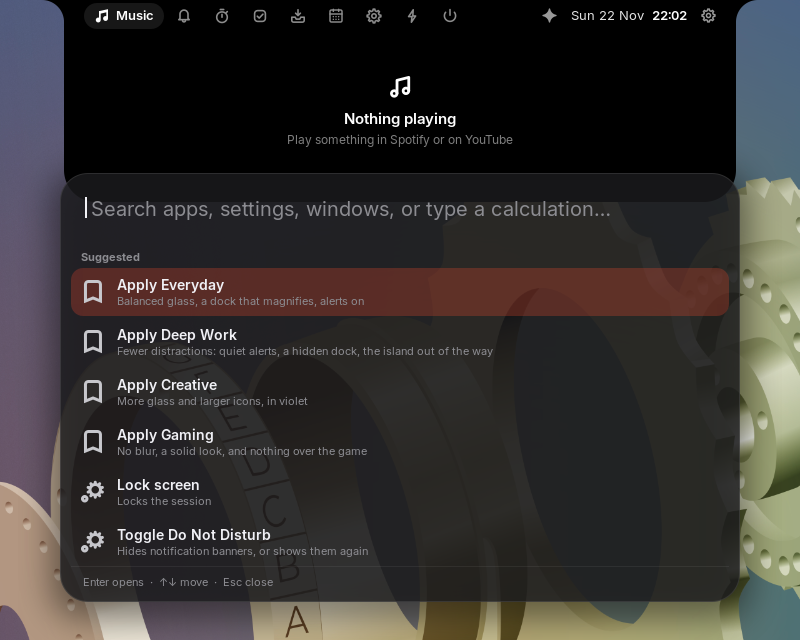 Music
Sun 22 Nov 22:02
Nothing playing
Play something in Spotify or on YouTube
Search apps, settings, windows, or type a calculation...
Suggested
Apply Everyday
Balanced glass, a dock that magnifies, alerts on
Apply Deep Work
Fewer distractions: quiet alerts, a hidden dock, the island out of the way
Apply Creative
More glass and larger icons, in violet
Apply Gaming
No blur, a solid look, and nothing over the game
Lock screen
Locks the session
Toggle Do Not Disturb
Hides notification banners, or shows them again
Enter opens · ↑↓ move · Esc close
E
D
C
B
A